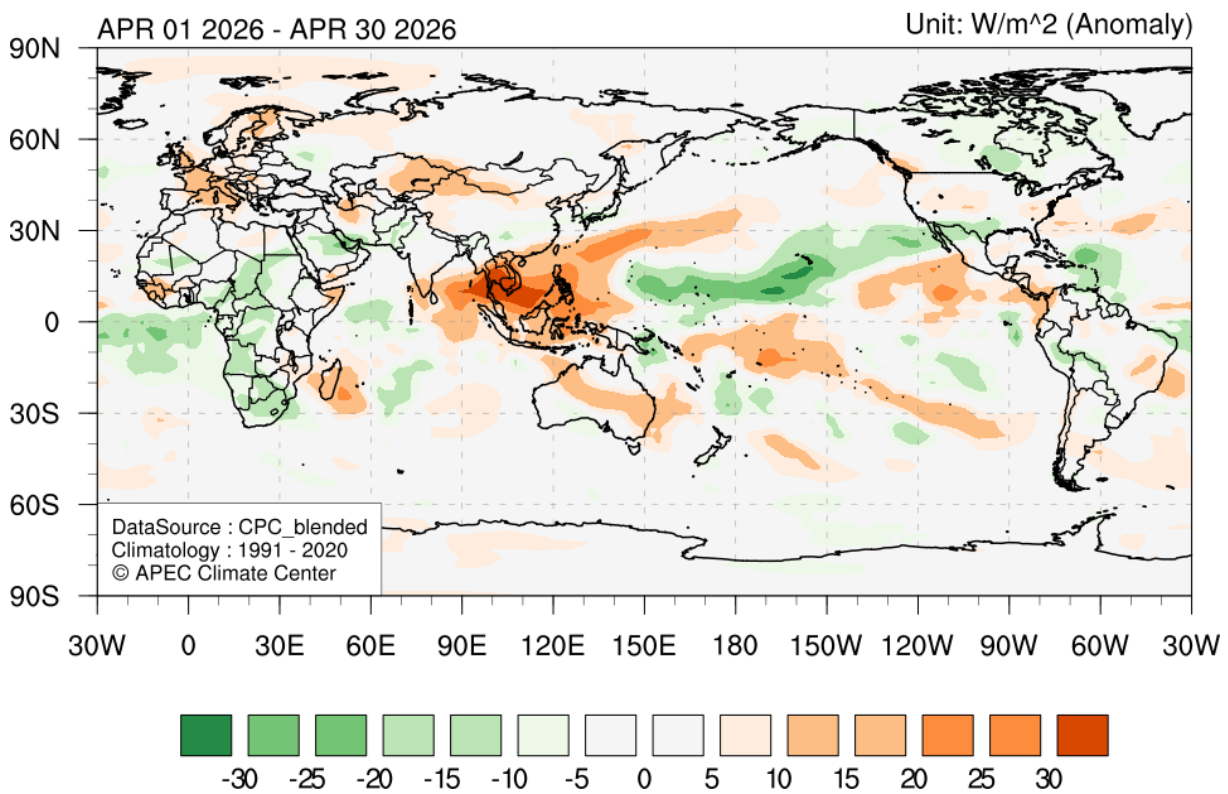 APR 01 2026 - APR 30 2026
Unit: W/m^2 (Anomaly)
90N
60N
30N
0
30S
60S
90S
DataSource : CPC_blended
Climatology : 1991 - 2020
© APEC Climate Center
30W 0 30E 60E 90E 120E 150E 180 150W 120W 90W 60W 30W
-30 -25 -20 -15 -10 -5 0 5 10 15 20 25 30